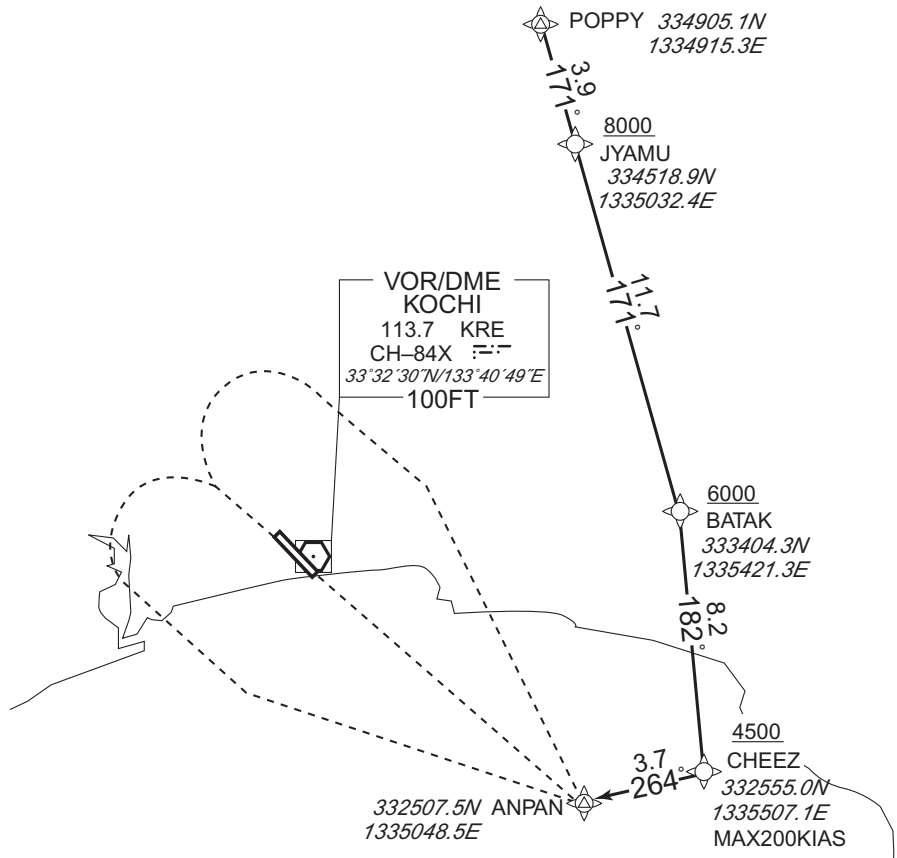 POPPY 334905.1N
1334915.3E
3.9
171°
8000
JYAMU
334518.9N
1335032.4E
11.7
171°
VOR/DME
KOCHI
113.7 KRE
CH–84X
33°32´30˝N/133°40´49˝E
100FT
6000
BATAK
333404.3N
1335421.3E
8.2
182°
4500
CHEEZ
332555.0N
1335507.1E
MAX200KIAS
3.7
264°
332507.5N ANPAN
1335048.5E